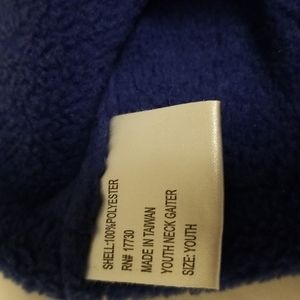 SHELL:100%POLYESTER
RN# 17730
MADE IN TAIWAN
YOUTH NECK GAITER
SIZE: YOUTH